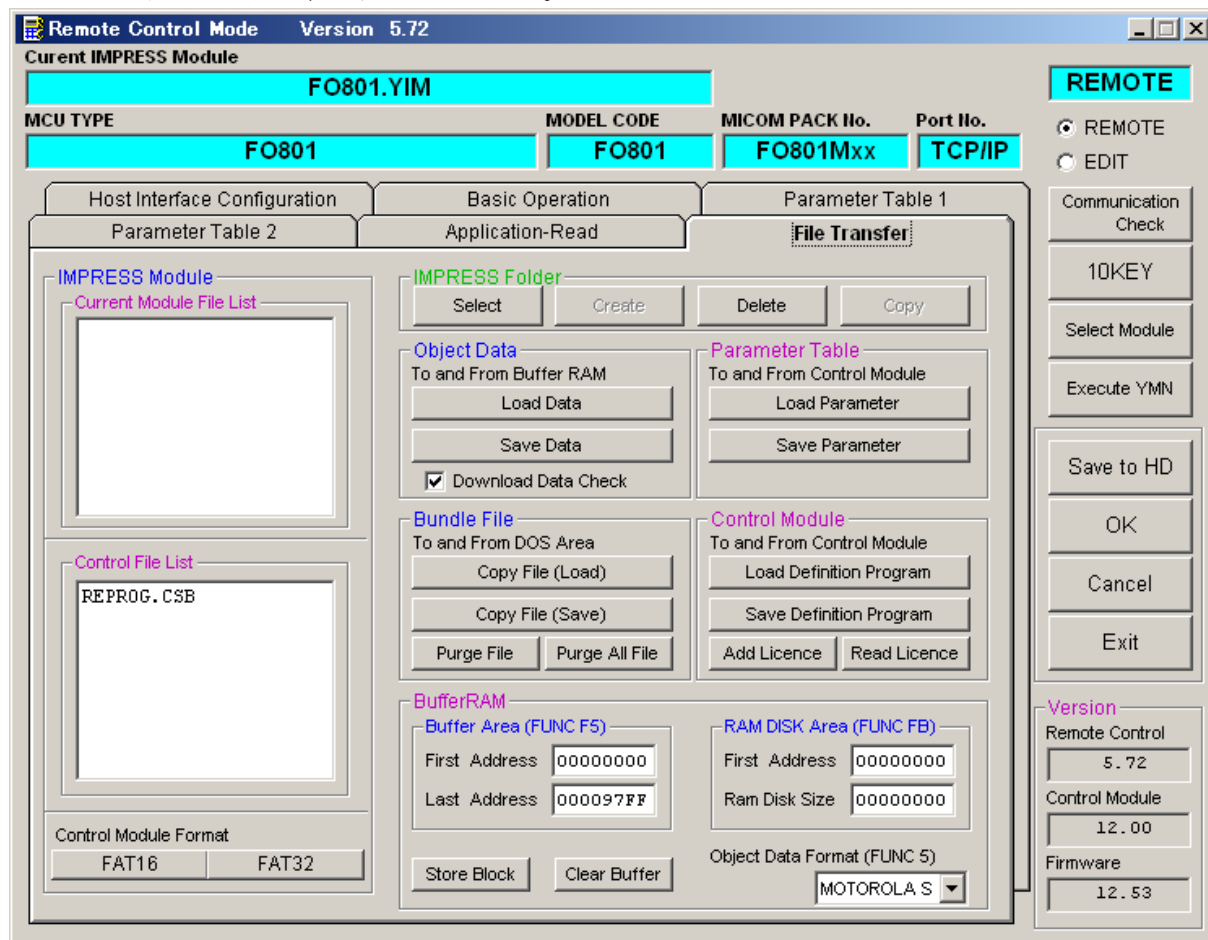 Remote Control Mode Version 5.72
Curent IMPRESS Module
FO801.YIM
REMOTE
MCU TYPE MODEL CODE MICOM PACK No. Port No.
FO801 FO801 FO801Mxx TCP/IP
REMOTE
EDIT
Host Interface Configuration Basic Operation Parameter Table 1
Parameter Table 2 Application-Read File Transfer
Communication
Check
10KEY
Select Module
Execute YMN
Save to HD
OK
Cancel
Exit
IMPRESS Module
Current Module File List
Control File List
REPROG.CSB
Control Module Format
FAT16 FAT32
IMPRESS Folder
Select Create Delete Copy
Object Data
To and From Buffer RAM
Load Data
Save Data
Download Data Check
Parameter Table
To and From Control Module
Load Parameter
Save Parameter
Bundle File
To and From DOS Area
Copy File (Load)
Copy File (Save)
Purge File Purge All File
Control Module
To and From Control Module
Load Definition Program
Save Definition Program
Add Licence Read Licence
BufferRAM
Buffer Area (FUNC F5)
First Address 00000000
Last Address 000097FF
RAM DISK Area (FUNC FB)
First Address 00000000
Ram Disk Size 00000000
Store Block Clear Buffer
Object Data Format (FUNC 5)
MOTOROLA S
Version
Remote Control
5.72
Control Module
12.00
Firmware
12.53